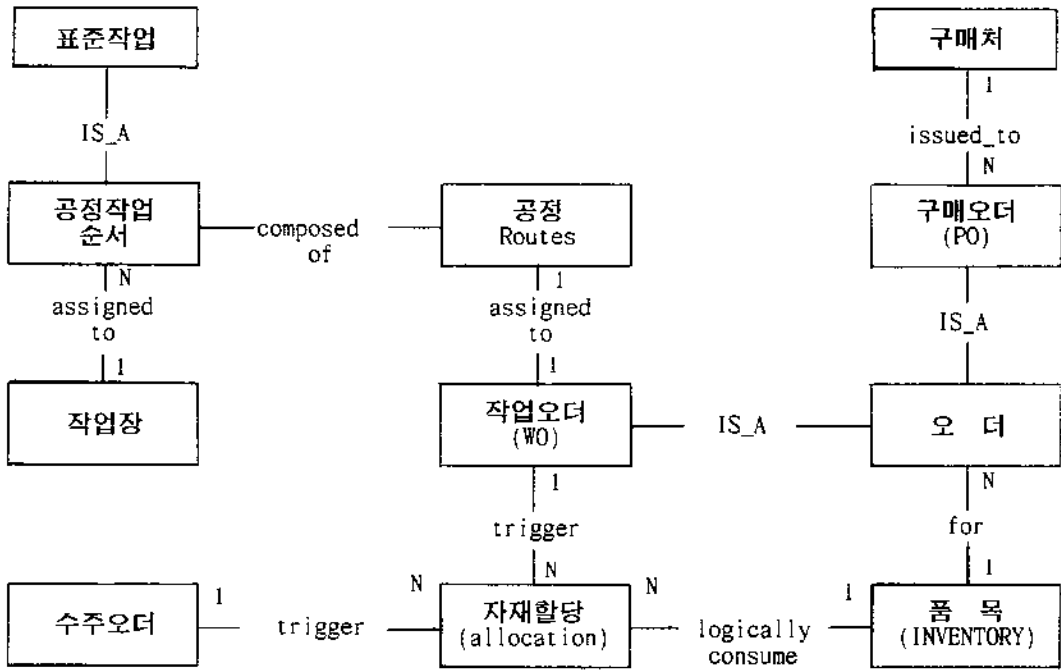 표준작업
구매처
1
IS_A
issued_to
N
공정작업
순서
composed
of
공정
Routes
구매오더
(PO)
N
assigned
to
1
1
assigned
to
1
IS_A
작업장
작업오더
(WO)
IS_A
오 더
1
trigger
N
N
for
1
수주오더
1
trigger
N
자재할당
(allocation)
N
logically
consume
1
품 목
(INVENTORY)